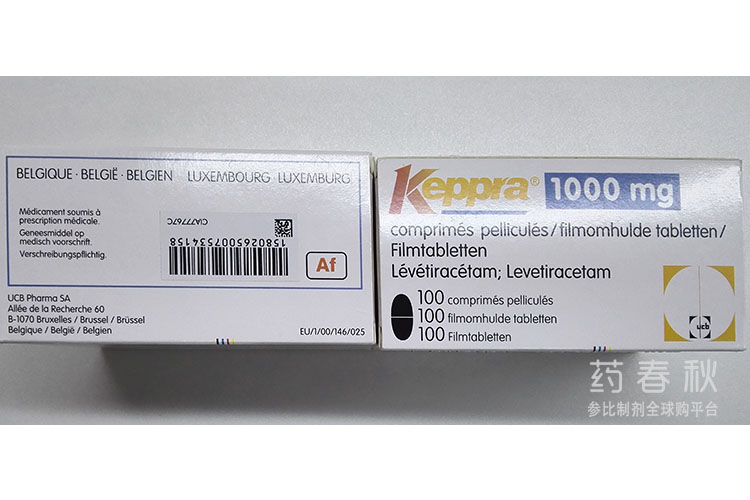 BELGIQUE · BELGIË · BELGIEN LUXEMBOURG LUXEMBURG
Médicament soumis à
prescription médicale.
Geneesmiddel op
medisch voorschrift.
Verschreibungspflichtig.
CIA7767C
1580265007534158
Af
UCB Pharma SA
Allée de la Recherche 60
B-1070 Bruxelles / Brussel / Brüssel
Belgique / België / Belgien
EU/1/00/146/025
Keppra® 1000 mg
comprimés pelliculés/filmomhulde tabletten/
Filmtabletten
Lévétiracétam; Levetiracetam
100 comprimés pelliculés
100 filmomhulde tabletten
100 Filmtabletten
ucb
药春秋
参比制剂全球购平台